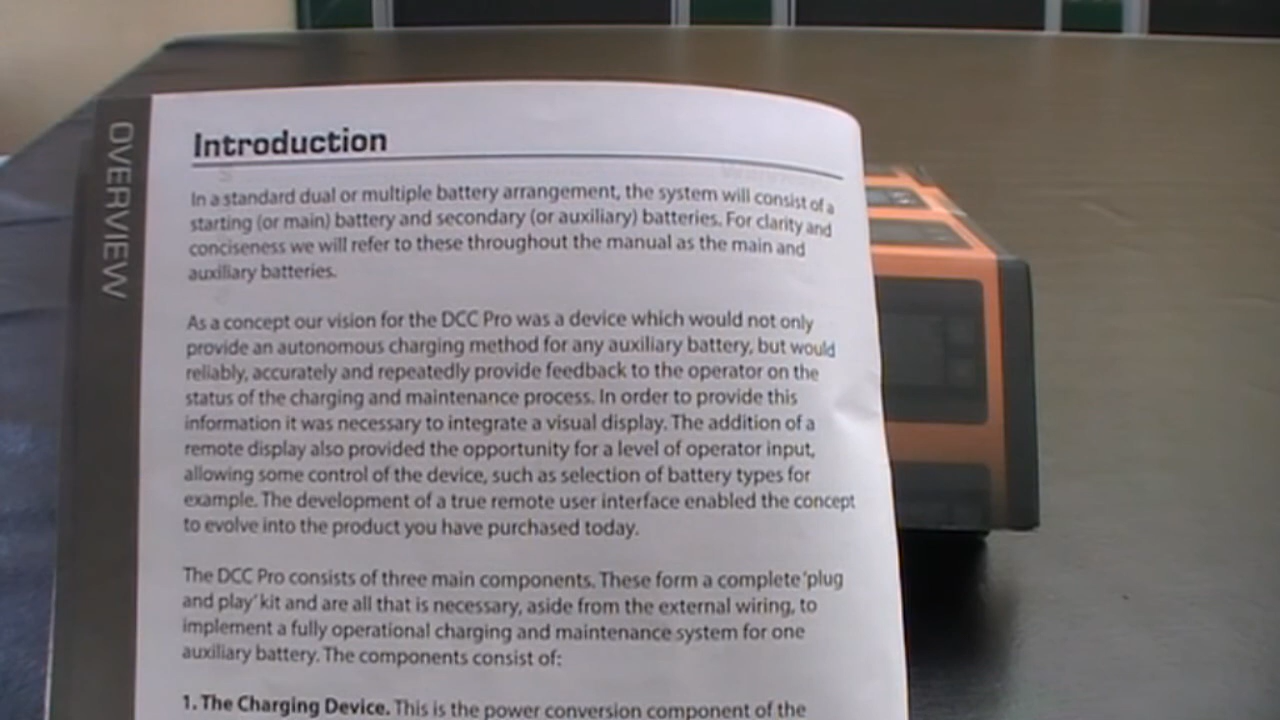 OVERVIEW
Introduction
In a standard dual or multiple battery arrangement, the system will consist of a
starting (or main) battery and secondary (or auxiliary) batteries. For clarity and
conciseness we will refer to these throughout the manual as the main and
auxiliary batteries.
As a concept our vision for the DCC Pro was a device which would not only
provide an autonomous charging method for any auxiliary battery, but would
reliably, accurately and repeatedly provide feedback to the operator on the
status of the charging and maintenance process. In order to provide this
information it was necessary to integrate a visual display. The addition of a
remote display also provided the opportunity for a level of operator input,
allowing some control of the device, such as selection of battery types for
example. The development of a true remote user interface enabled the concept
to evolve into the product you have purchased today.
The DCC Pro consists of three main components. These form a complete 'plug
and play' kit and are all that is necessary, aside from the external wiring, to
implement a fully operational charging and maintenance system for one
auxiliary battery. The components consist of:
1. The Charging Device. This is the power conversion component of the